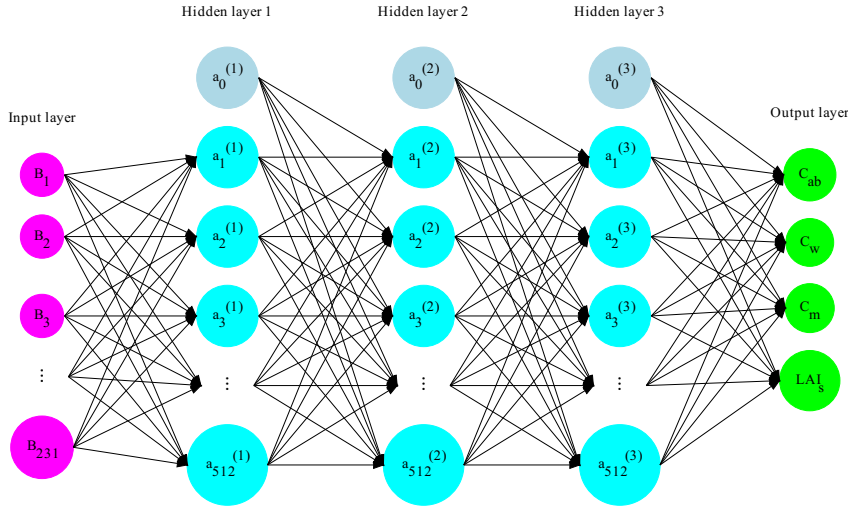 Hidden layer 1
Hidden layer 2
Hidden layer 3
Input layer
Output layer
B1
B2
B3
⋮
B231
a0(1)
a1(1)
a2(1)
a3(1)
⋮
a512(1)
a0(2)
a1(2)
a2(2)
a3(2)
⋮
a512(2)
a0(3)
a1(3)
a2(3)
a3(3)
⋮
a512(3)
Cab
Cw
Cm
LAIs